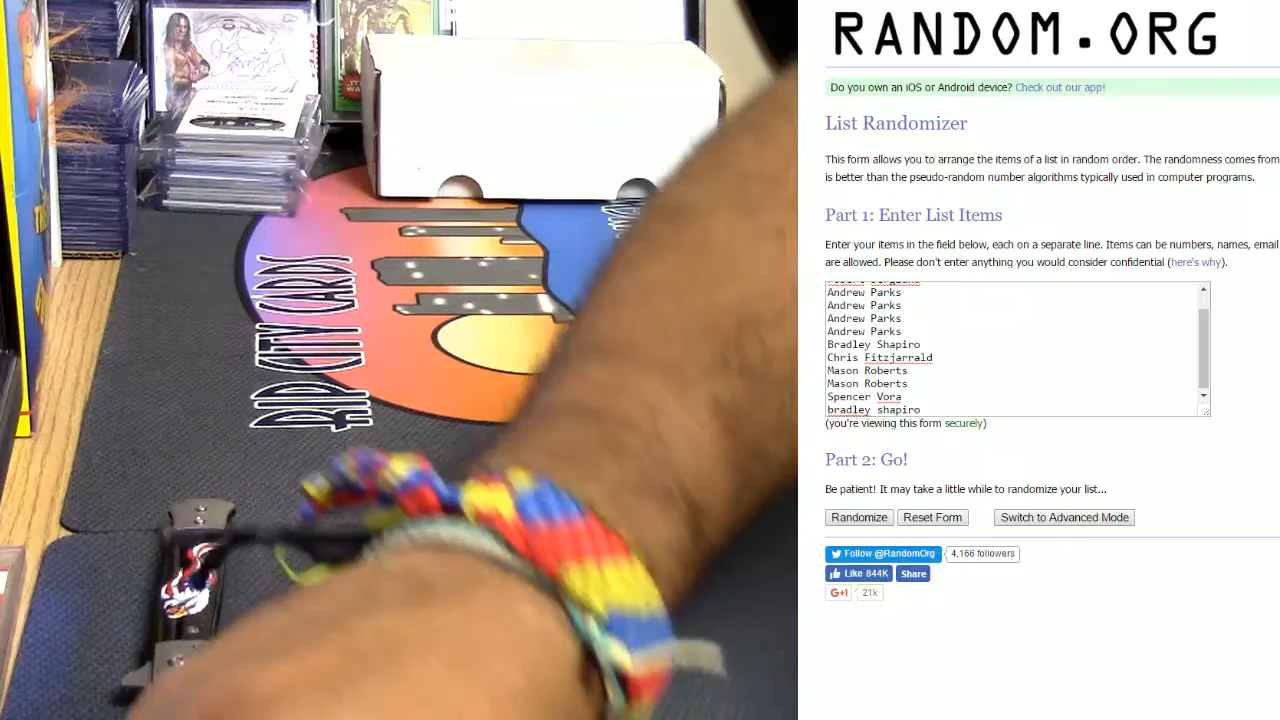 RIP CITY CARDS
RANDOM.ORG
Do you own an iOS or Android device? Check out our app!
List Randomizer
This form allows you to arrange the items of a list in random order. The randomness comes from
is better than the pseudo-random number algorithms typically used in computer programs.
Part 1: Enter List Items
Enter your items in the field below, each on a separate line. Items can be numbers, names, email
are allowed. Please don't enter anything you would consider confidential (here's why).
Andrew Parks
Andrew Parks
Andrew Parks
Andrew Parks
Bradley Shapiro
Chris Fitzjarrald
Mason Roberts
Mason Roberts
Spencer Vora
bradley shapiro
(you're viewing this form securely)
Part 2: Go!
Be patient! It may take a little while to randomize your list...
Randomize Reset Form Switch to Advanced Mode
Follow @RandomOrg 4,166 followers
Like 844K Share
G+1 21k